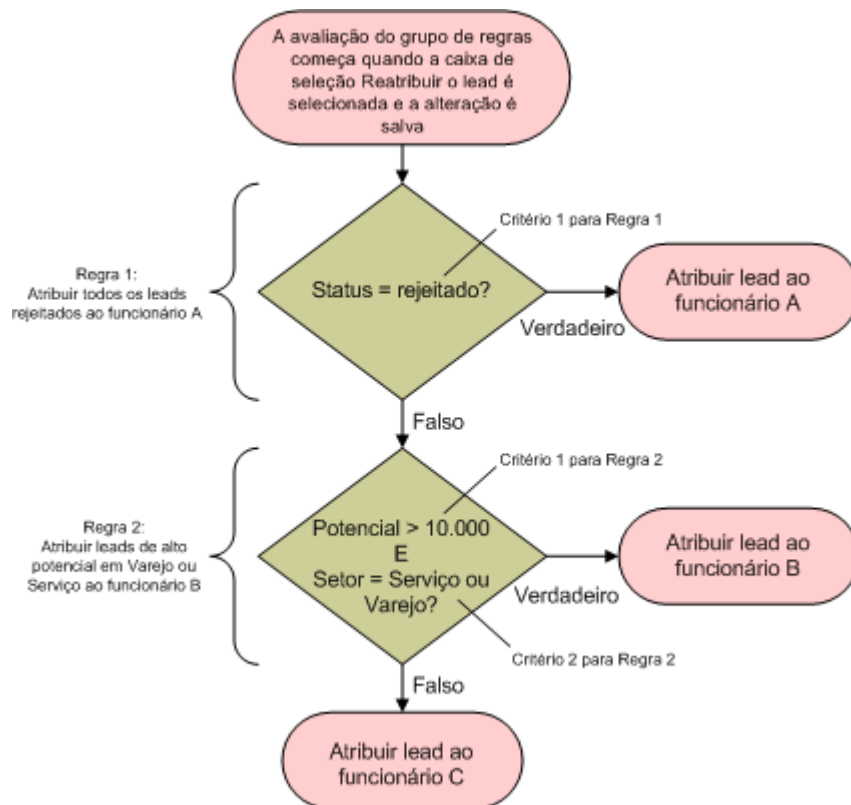 A avaliação do grupo de regras
começa quando a caixa de
seleção Reatribuir o lead é
selecionada e a alteração é
salva
Critério 1 para Regra 1
Regra 1:
Atribuir todos os leads
rejeitados ao funcionário A
Status = rejeitado?
Atribuir lead ao
funcionário A
Verdadeiro
Falso
Critério 1 para Regra 2
Regra 2:
Atribuir leads de alto
potencial em Varejo ou
Serviço ao funcionário B
Potencial > 10.000
E
Setor = Serviço ou
Varejo?
Atribuir lead ao
funcionário B
Verdadeiro
Critério 2 para Regra 2
Falso
Atribuir lead ao
funcionário C